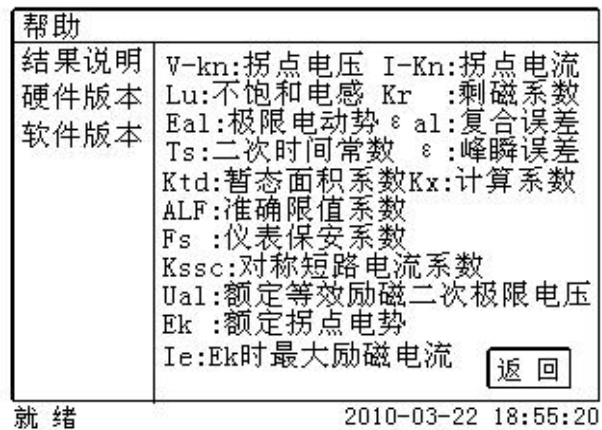 帮助
结果说明
硬件版本
软件版本
V-kn:拐点电压 I-Kn:拐点电流
Lu:不饱和电感 Kr :剩磁系数
Eal:极限电动势 εal:复合误差
Ts:二次时间常数 ε :峰瞬误差
Ktd:暂态面积系数Kx:计算系数
ALF:准确限值系数
Fs :仪表保安系数
Kssc:对称短路电流系数
Ual:额定等效励磁二次极限电压
Ek :额定拐点电势
Ie:Ek时最大励磁电流
返 回
就 绪 2010-03-22 18:55:20